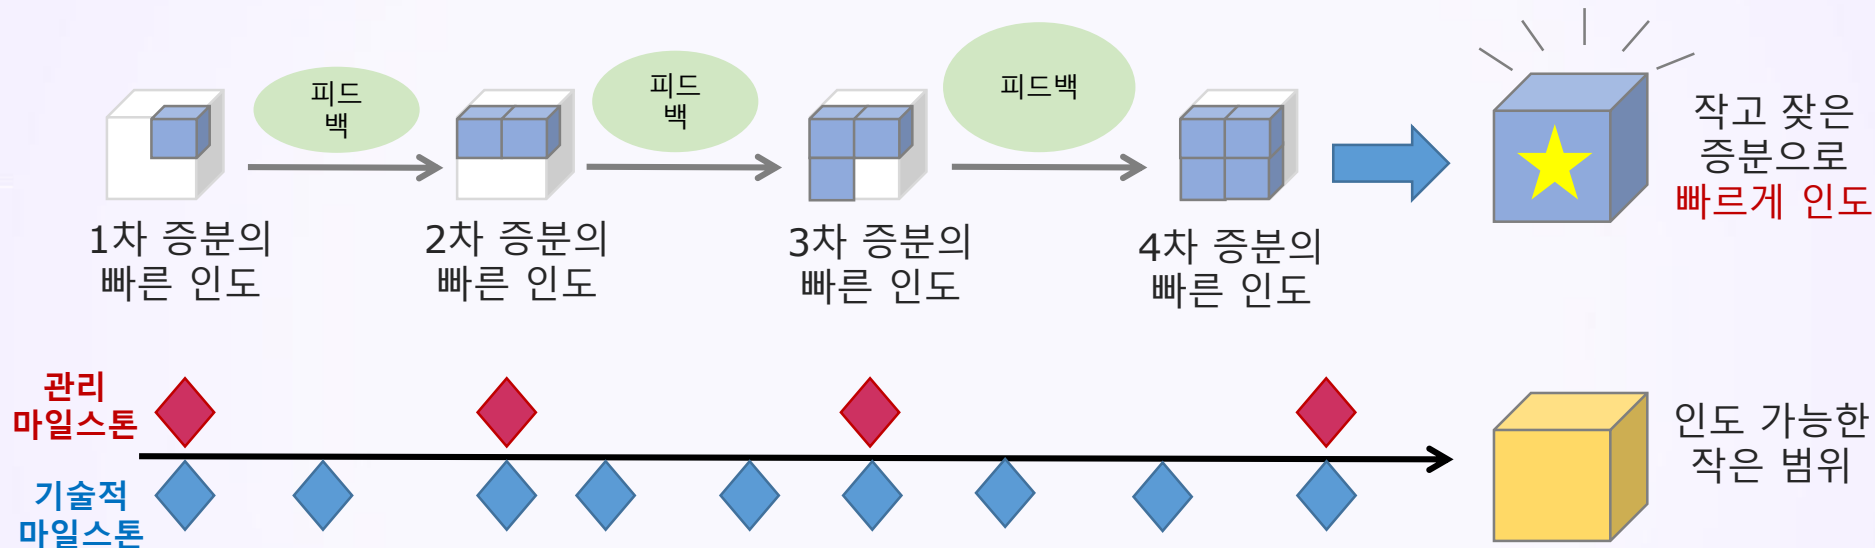 피드
백
피드
백
피드백
1차 증분의
빠른 인도
2차 증분의
빠른 인도
3차 증분의
빠른 인도
4차 증분의
빠른 인도
작고 잦은
증분으로
빠르게 인도
관리
마일스톤
기술적
마일스톤
인도 가능한
작은 범위